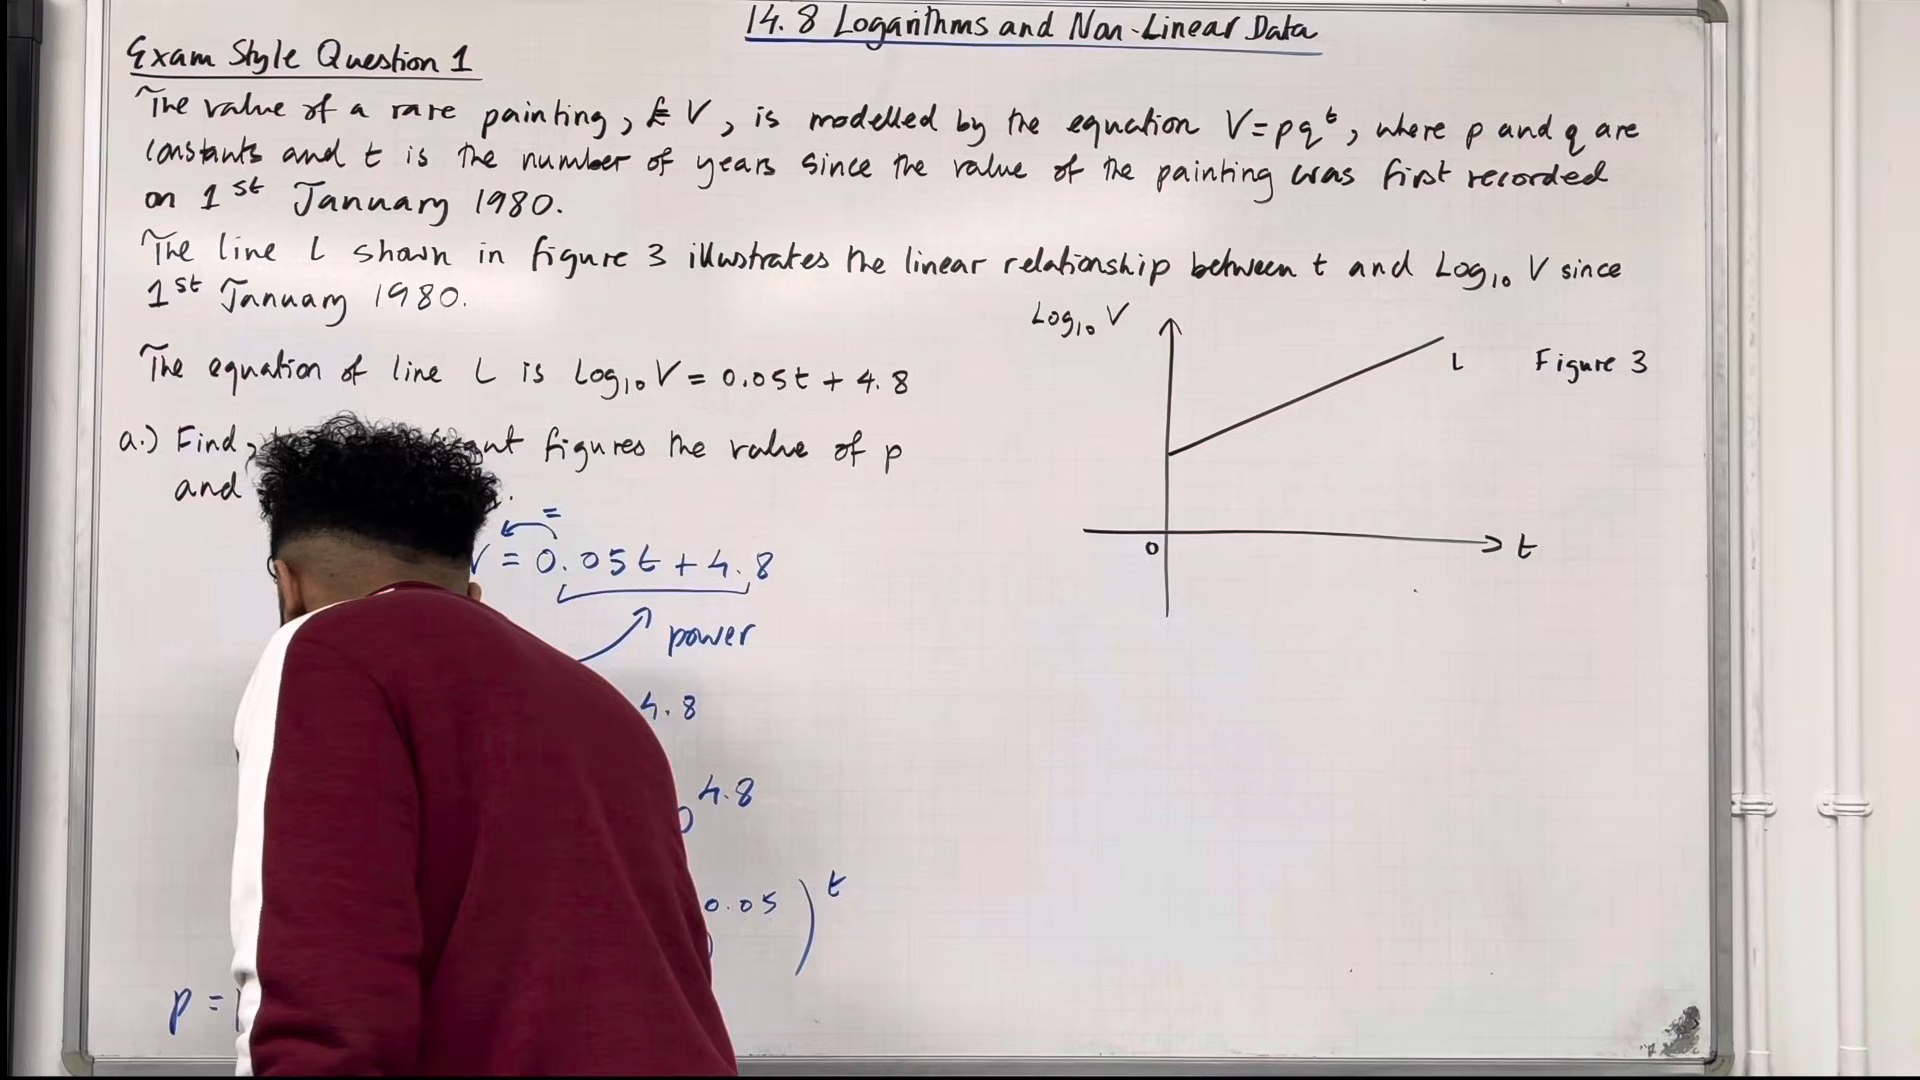 14.8 Logarithms and Non-Linear Data
Exam Style Question 1
The value of a rare painting, £V, is modelled by the equation V=pq^t, where p and q are
constants and t is the number of years since the value of the painting was first recorded
on 1st January 1980.
The line L shown in figure 3 illustrates the linear relationship between t and Log₁₀ V since
1st January 1980.
Log₁₀ V
L
Figure 3
0
t
The equation of line L is Log₁₀ V = 0.05t + 4.8
a.) Find, figures the value of p
and
=
V = 0.05t + 4.8
power
4.8
4.8
0.05 ) t
p =